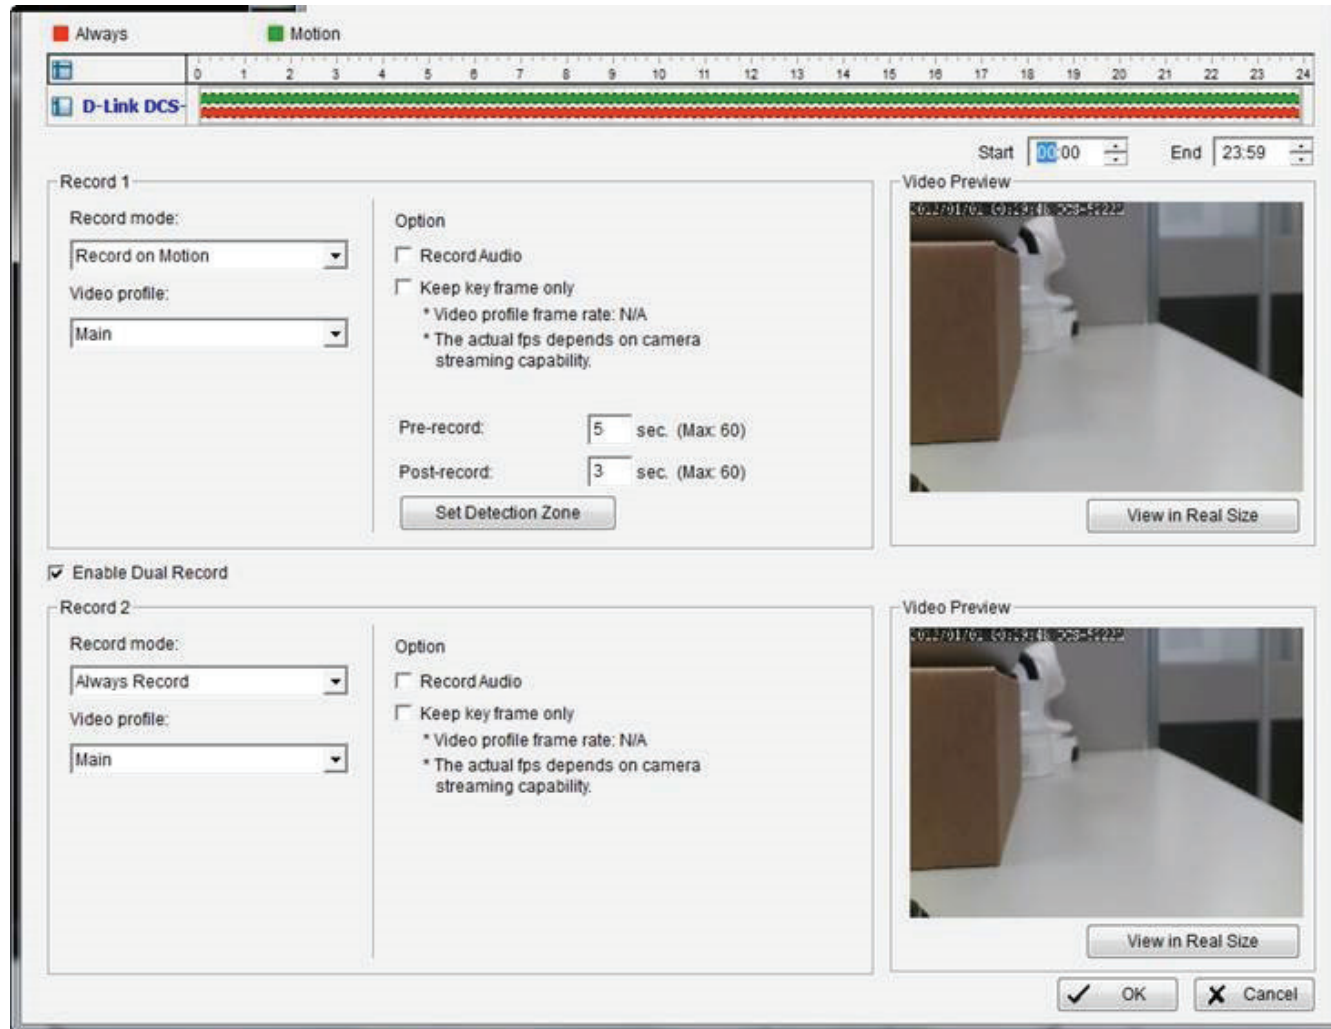 Always Motion
0 1 2 3 4 5 6 7 8 9 10 11 12 13 14 15 16 17 18 19 20 21 22 23 24
D-Link DCS-
Start 00:00 End 23:59
Record 1
Record mode:
Record on Motion
Video profile:
Main
Option
Record Audio
Keep key frame only
* Video profile frame rate: N/A
* The actual fps depends on camera
streaming capability.
Pre-record: 5 sec. (Max: 60)
Post-record: 3 sec. (Max: 60)
Set Detection Zone
Video Preview
View in Real Size
Enable Dual Record
Record 2
Record mode:
Always Record
Video profile:
Main
Option
Record Audio
Keep key frame only
* Video profile frame rate: N/A
* The actual fps depends on camera
streaming capability.
Video Preview
View in Real Size
OK Cancel